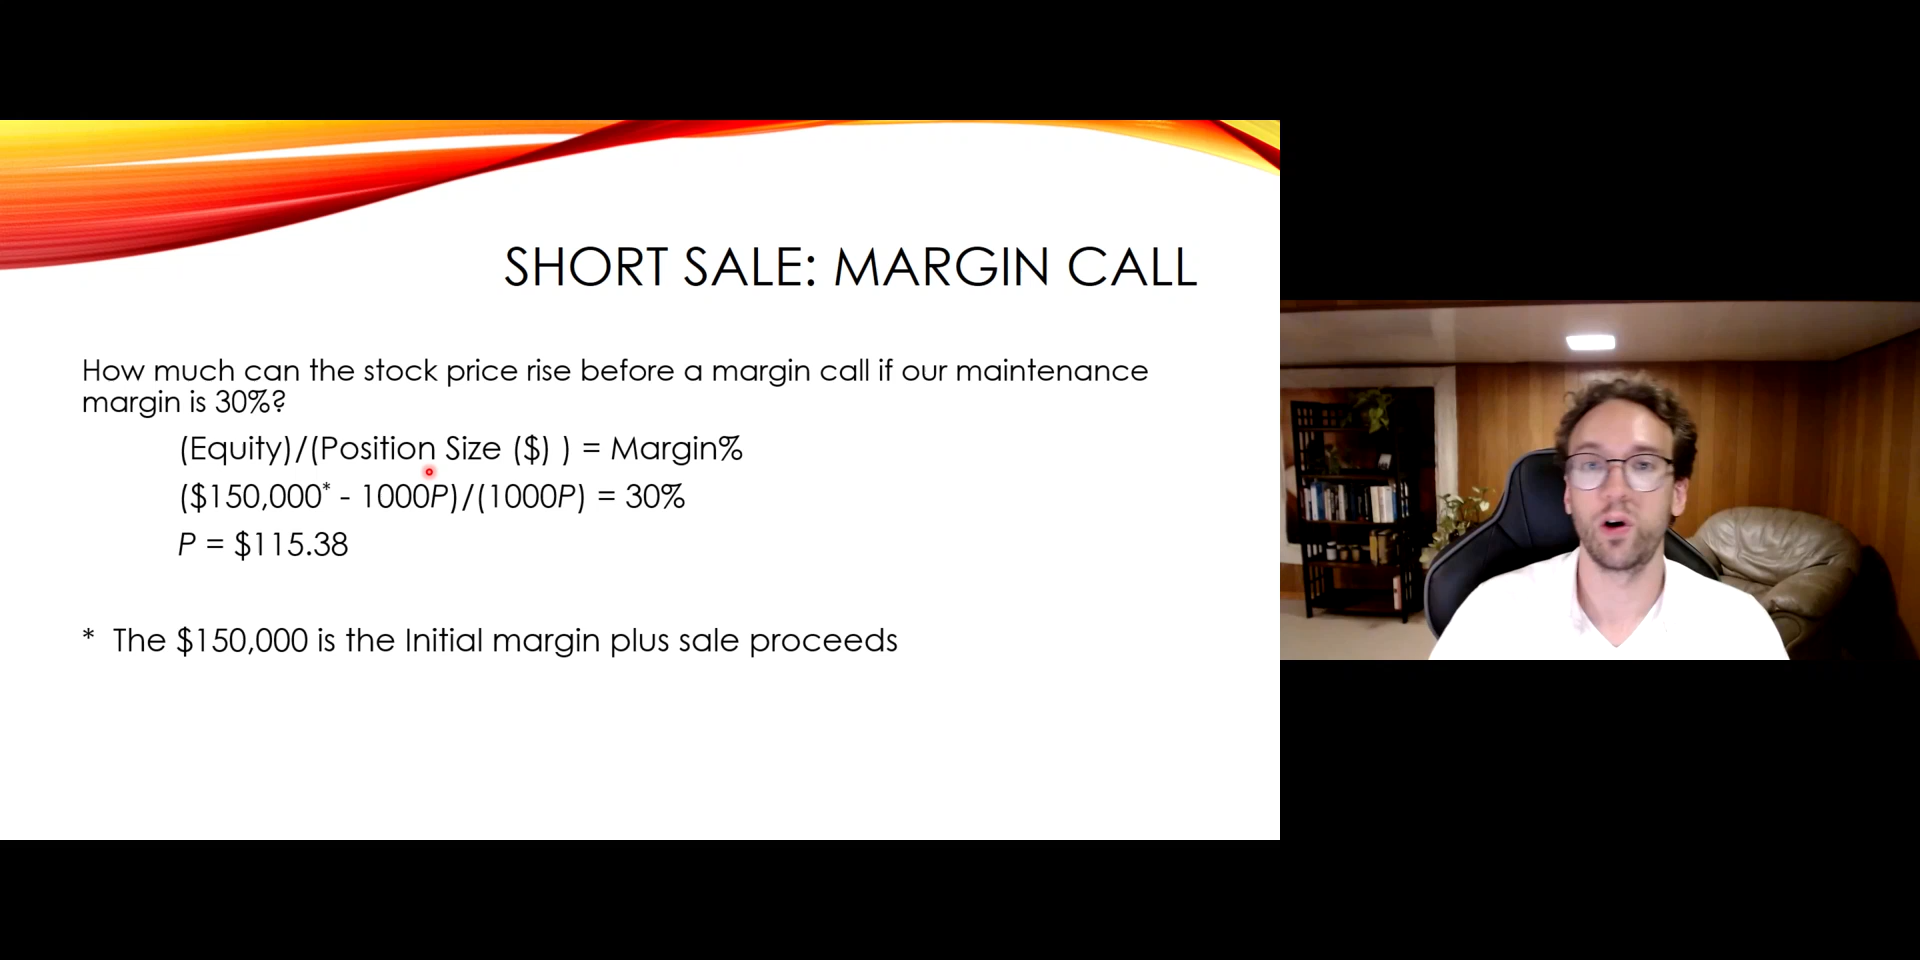 SHORT SALE: MARGIN CALL
How much can the stock price rise before a margin call if our maintenance
margin is 30%?
(Equity)/(Position Size ($) ) = Margin%
($150,000* - 1000P)/(1000P) = 30%
P = $115.38
* The $150,000 is the Initial margin plus sale proceeds